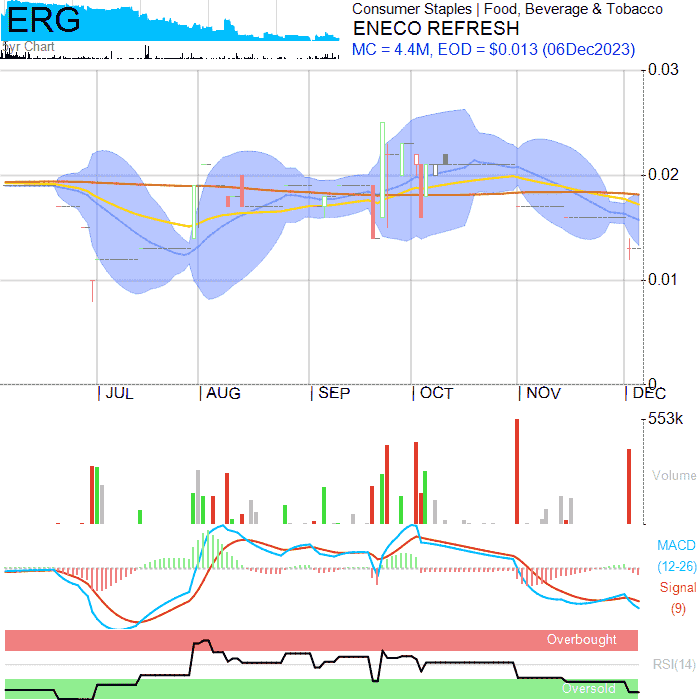 ERG
5yr Chart
Consumer Staples | Food, Beverage & Tobacco
ENECO REFRESH
MC = 4.4M, EOD = $0.013 (06Dec2023)
0.03
0.02
0.01
0
JUL AUG SEP OCT NOV DEC
553k
Volume
MACD
(12-26)
Signal
(9)
Overbought
RSI(14)
Oversold